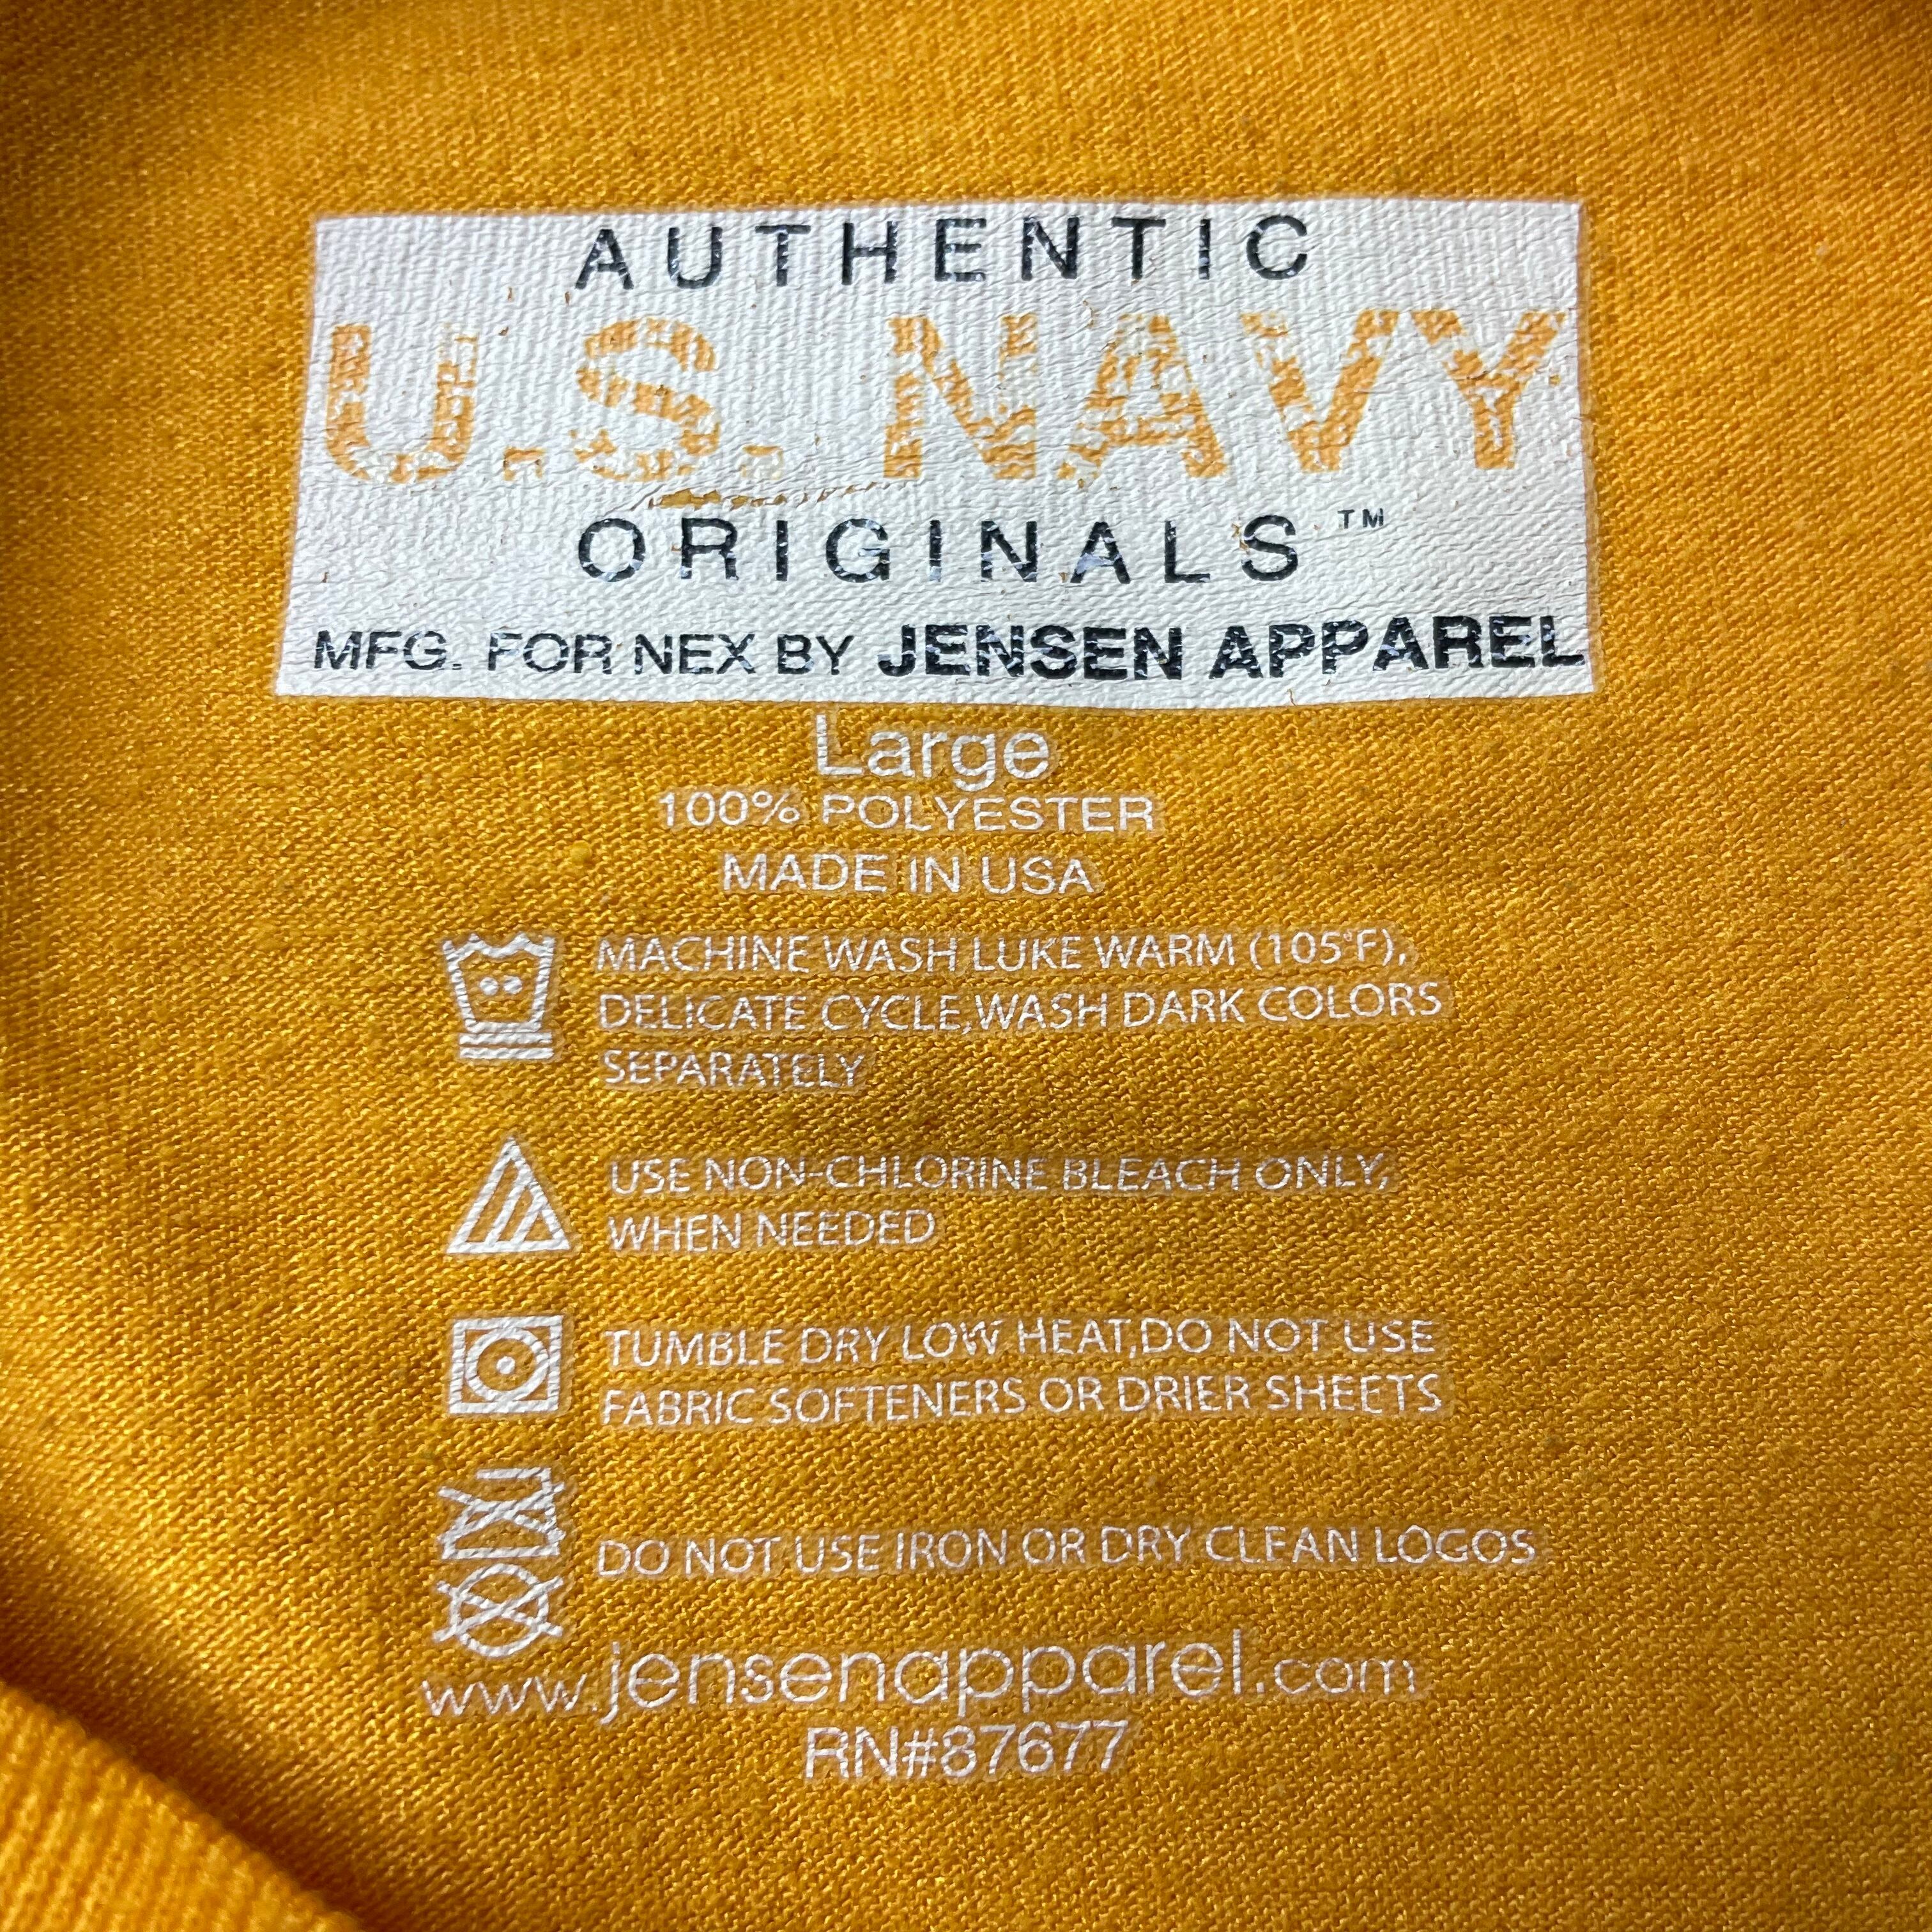 AUTHENTIC
U.S. NAVY
ORIGINALS™
MFG. FOR NEX BY JENSEN APPAREL
Large
100% POLYESTER
MADE IN USA
MACHINE WASH LUKE WARM (105°F),
DELICATE CYCLE,WASH DARK COLORS
SEPARATELY
USE NON-CHLORINE BLEACH ONLY,
WHEN NEEDED
TUMBLE DRY LOW HEAT,DO NOT USE
FABRIC SOFTENERS OR DRIER SHEETS
DO NOT USE IRON OR DRY CLEAN LOGOS
www.jensenapparel.com
RN#87677